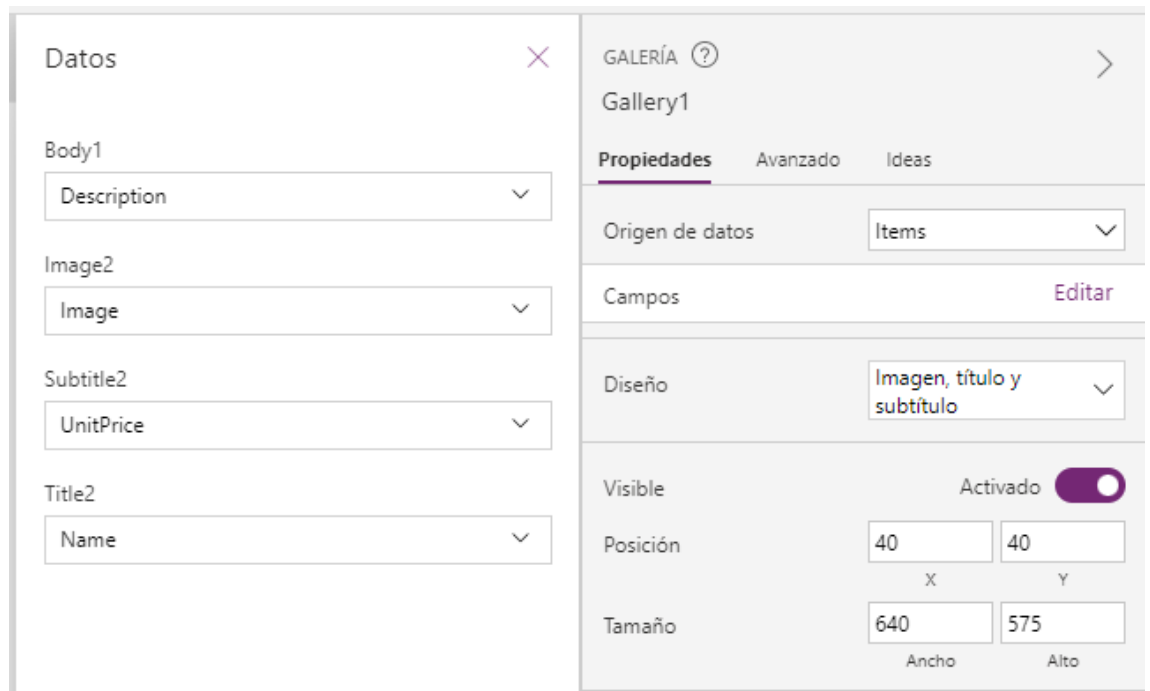 Datos
Body1
Description
Image2
Image
Subtitle2
UnitPrice
Title2
Name
GALERÍA ?
Gallery1
Propiedades Avanzado Ideas
Origen de datos Items
Campos Editar
Diseño Imagen, título y
subtítulo
Visible Activado
Posición 40 40
X Y
Tamaño 640 575
Ancho Alto